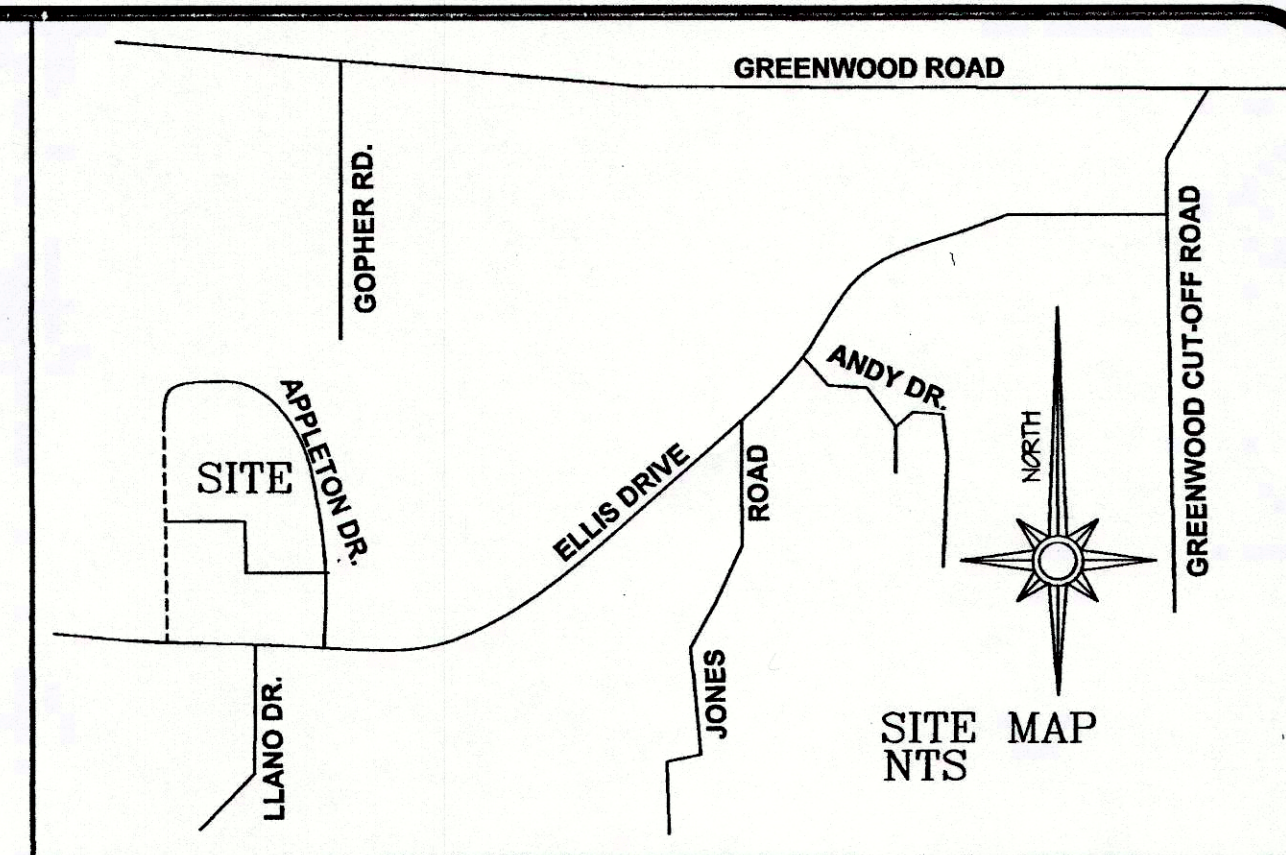 GREENWOOD ROAD
GOPHER RD.
GREENWOOD CUT-OFF ROAD
ANDY DR.
APPLETON DR.
SITE
NORTH
ELLIS DRIVE
ROAD
JONES
LLANO DR.
SITE MAP
NTS